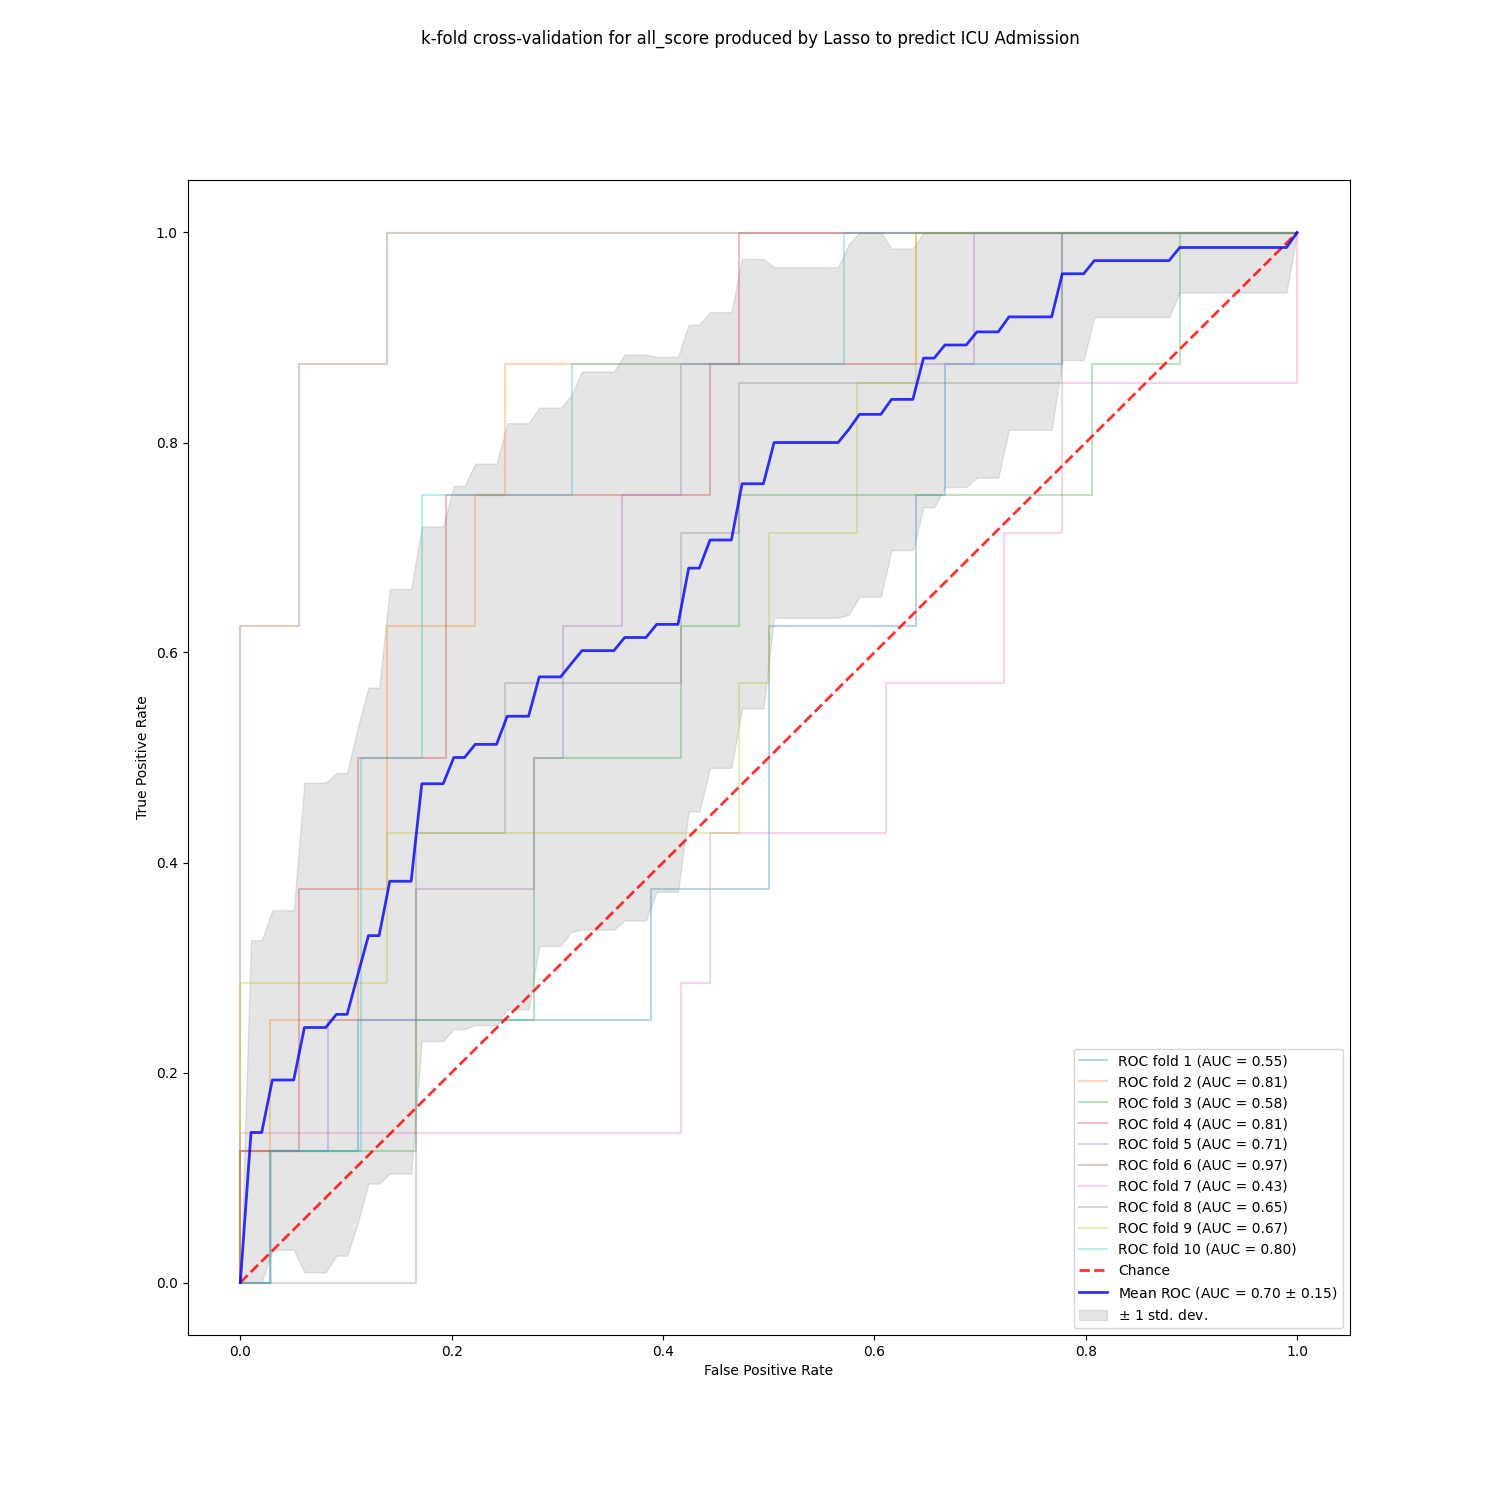 k-fold cross-validation for all_score produced by Lasso to predict ICU Admission
1.0
0.8
0.6
0.4
0.2
0.0
True Positive Rate
0.0 0.2 0.4 0.6 0.8 1.0
False Positive Rate
ROC fold 1 (AUC = 0.55)
ROC fold 2 (AUC = 0.81)
ROC fold 3 (AUC = 0.58)
ROC fold 4 (AUC = 0.81)
ROC fold 5 (AUC = 0.71)
ROC fold 6 (AUC = 0.97)
ROC fold 7 (AUC = 0.43)
ROC fold 8 (AUC = 0.65)
ROC fold 9 (AUC = 0.67)
ROC fold 10 (AUC = 0.80)
Chance
Mean ROC (AUC = 0.70 ± 0.15)
± 1 std. dev.